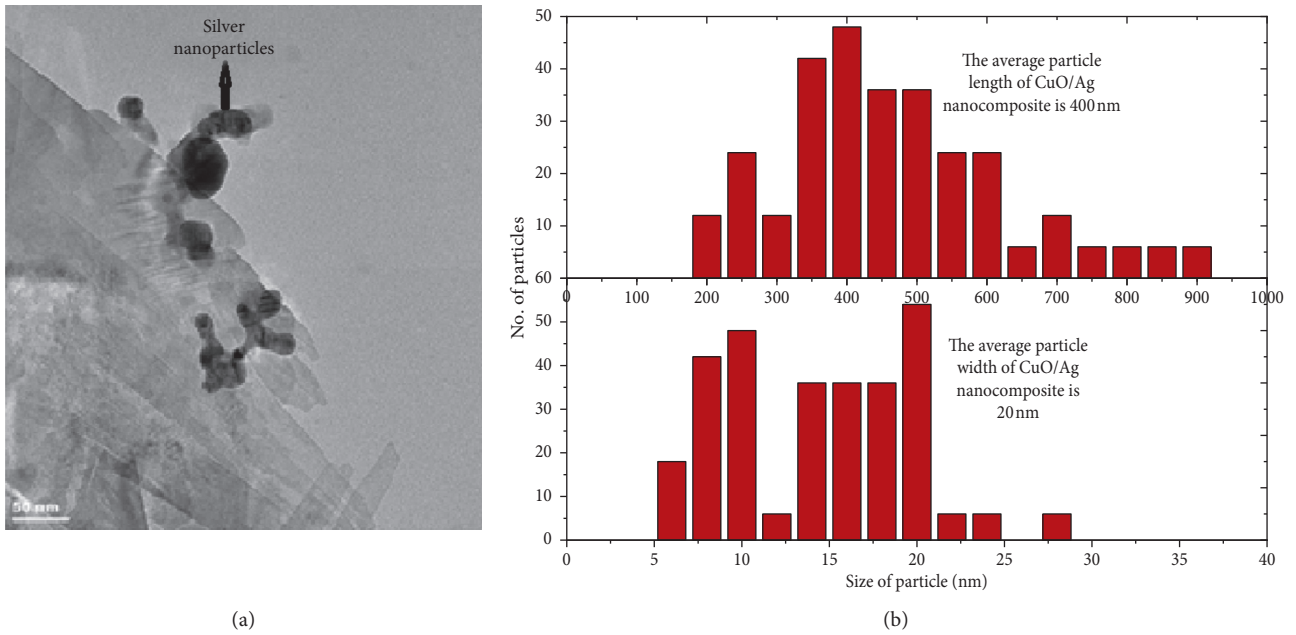 Silver
nanoparticles
50 nm
(a)
No. of particles
50
40
30
20
10
60
0
100
200
300
400
500
600
700
800
900
1000
The average particle
length of CuO/Ag
nanocomposite is 400 nm
50
40
30
20
10
0
0
5
10
15
20
25
30
35
40
The average particle
width of CuO/Ag
nanocomposite is
20 nm
Size of particle (nm)
(b)